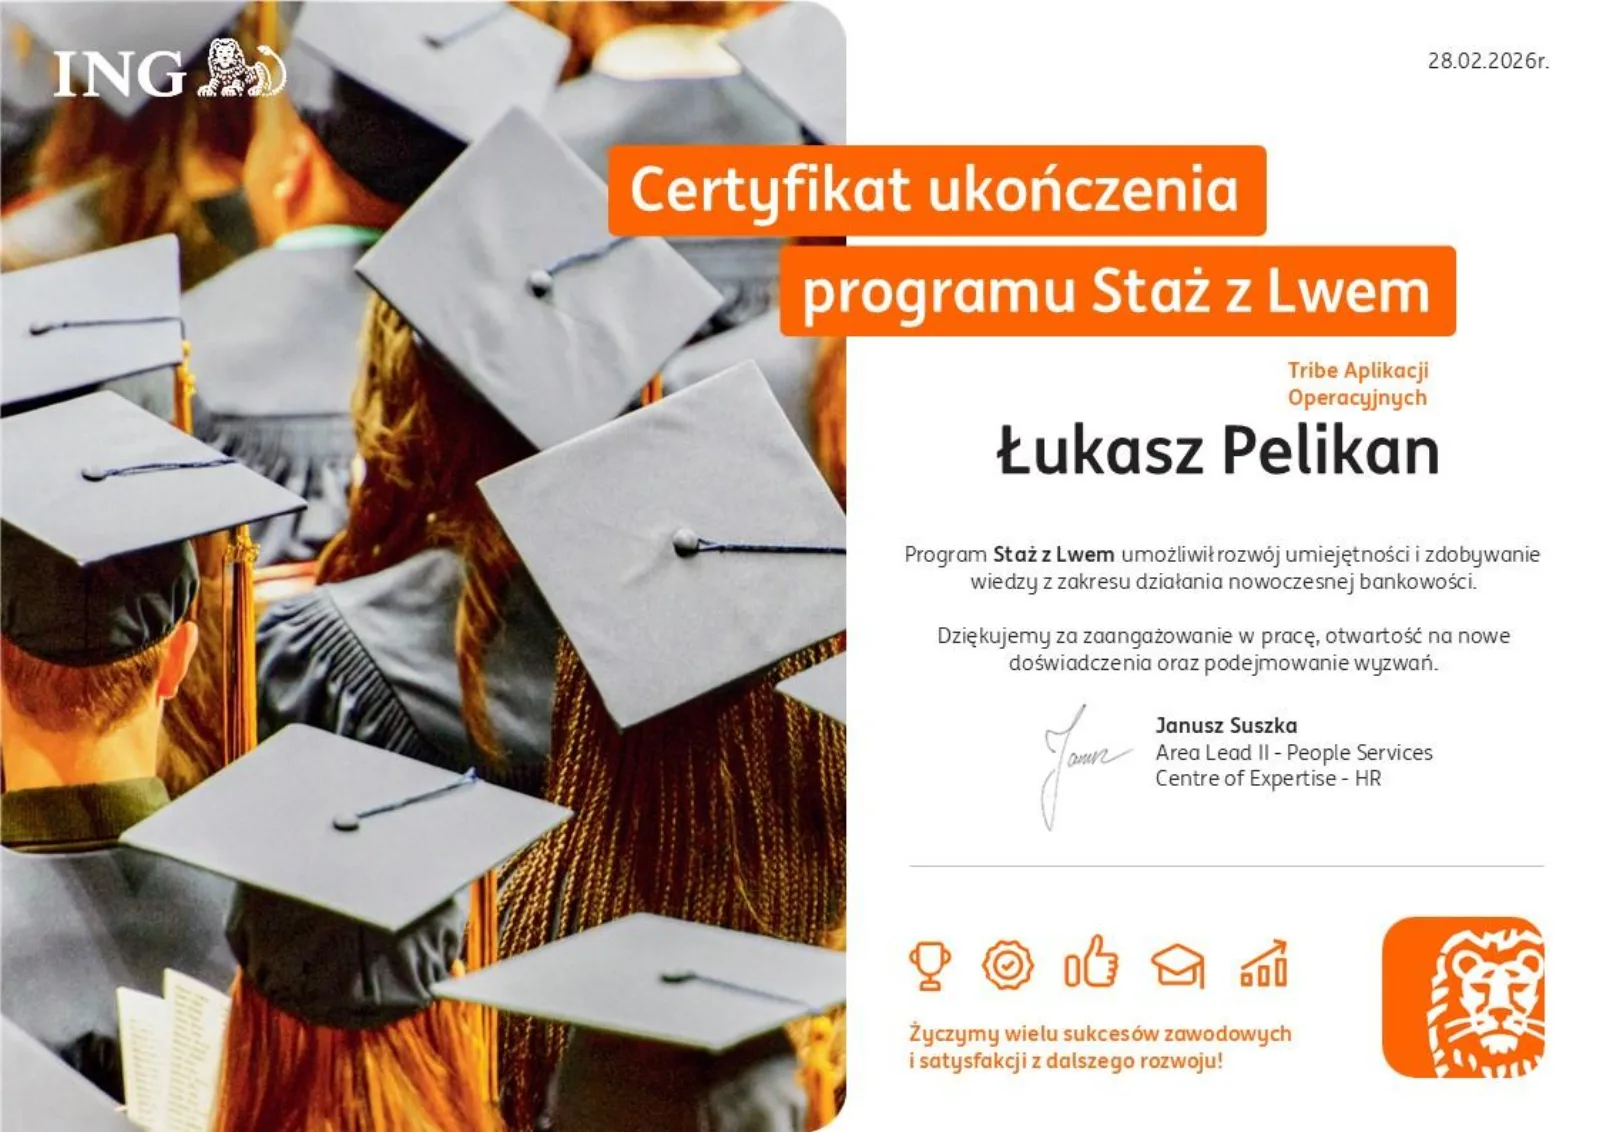 ING
28.02.2026r.
Certyfikat ukończenia
programu Staż z Lwem
Tribe Aplikacji
Operacyjnych
Łukasz Pelikan
Program Staż z Lwem umożliwił rozwój umiejętności i zdobywanie
wiedzy z zakresu działania nowoczesnej bankowości.
Dziękujemy za zaangażowanie w pracę, otwartość na nowe
doświadczenia oraz podejmowanie wyzwań.
Janusz
Janusz Suszka
Area Lead II - People Services
Centre of Expertise - HR
Życzymy wielu sukcesów zawodowych
i satysfakcji z dalszego rozwoju!